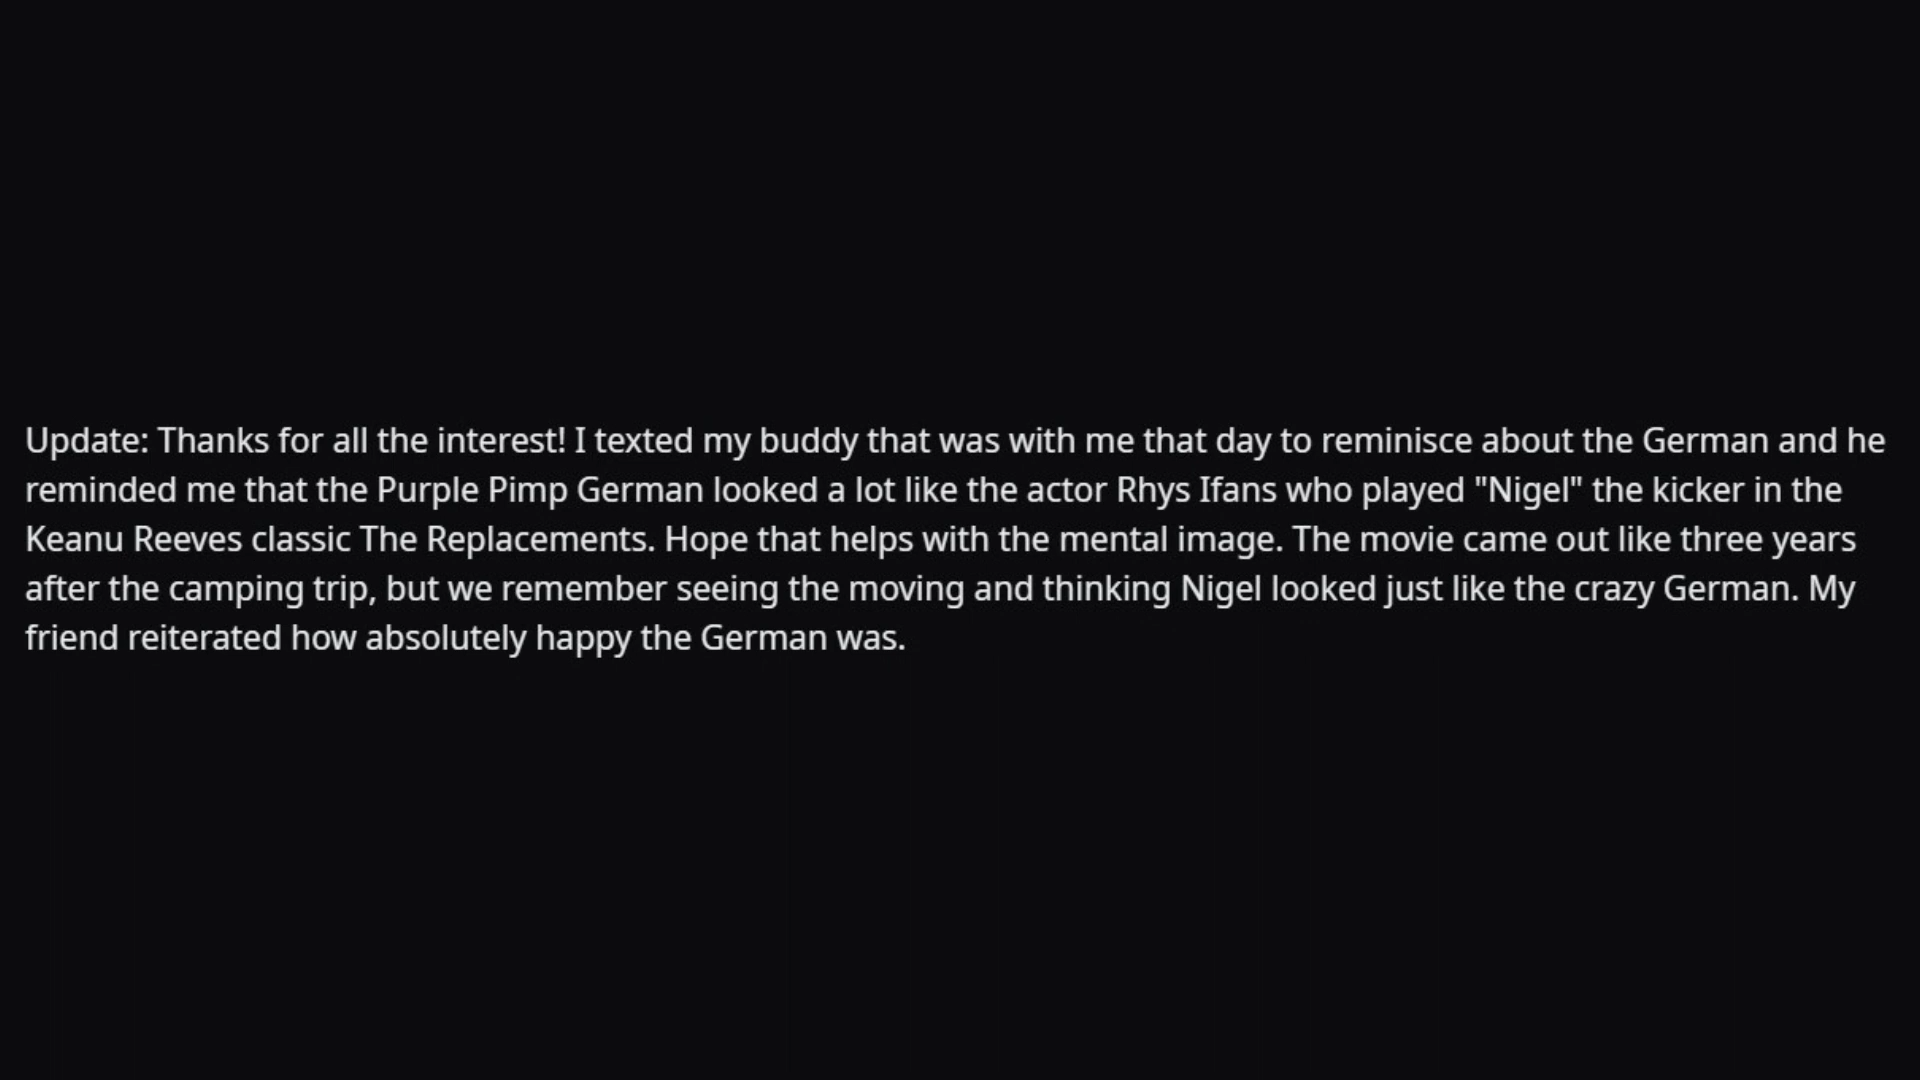 Update: Thanks for all the interest! I texted my buddy that was with me that day to reminisce about the German and he
reminded me that the Purple Pimp German looked a lot like the actor Rhys Ifans who played "Nigel" the kicker in the
Keanu Reeves classic The Replacements. Hope that helps with the mental image. The movie came out like three years
after the camping trip, but we remember seeing the moving and thinking Nigel looked just like the crazy German. My
friend reiterated how absolutely happy the German was.